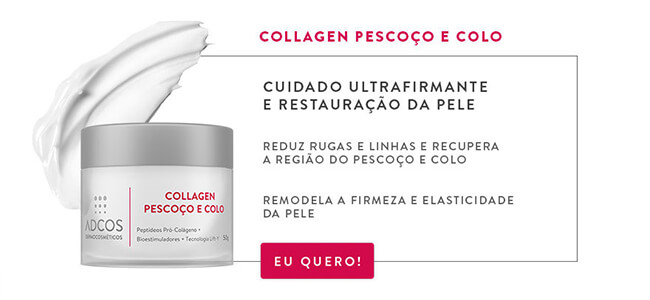 COLLAGEN PESCOÇO E COLO
CUIDADO ULTRAFIRMANTE
E RESTAURAÇÃO DA PELE
REDUZ RUGAS E LINHAS E RECUPERA
A REGIÃO DO PESCOÇO E COLO
REMODELA A FIRMEZA E ELASTICIDADE
DA PELE
EU QUERO!
COLLAGEN
PESCOÇO E COLO
ADCOS
DERMOCOSMÉTICOS
Peptídeos Pró-Colágeno •
Bioestimuladores • Tecnologia Lift
50g